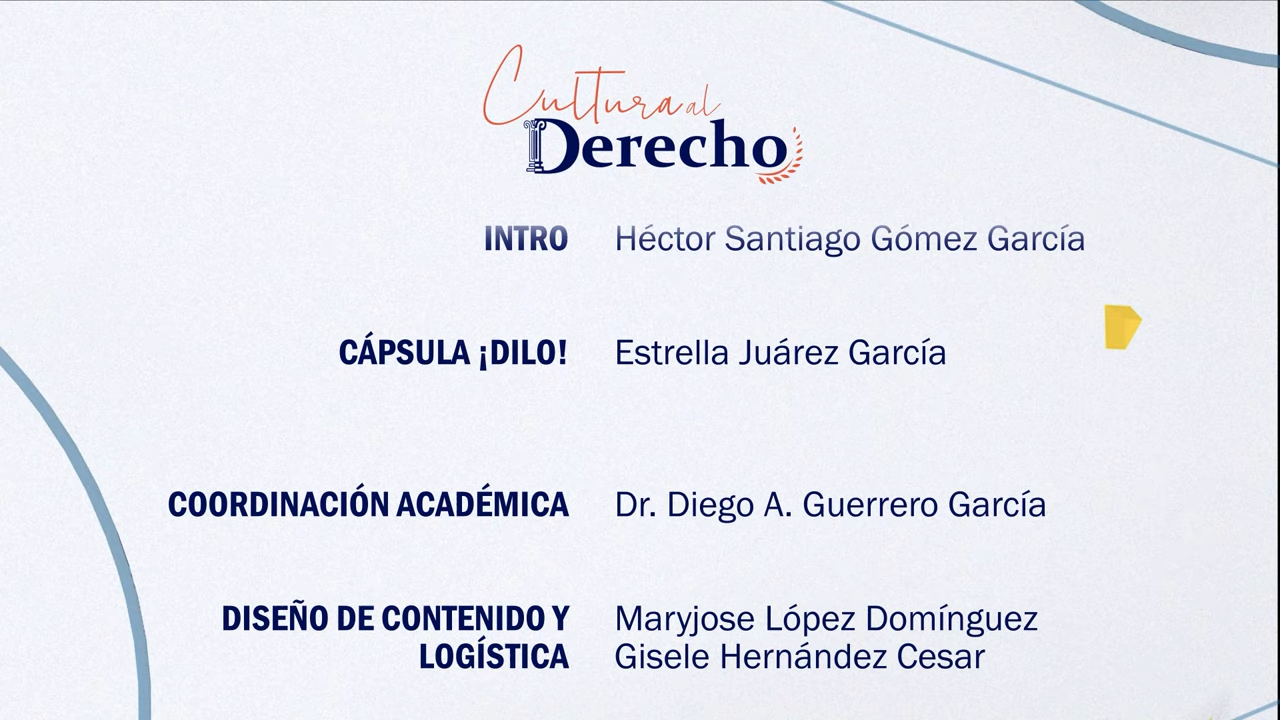 Cultura al
Derecho
INTRO Héctor Santiago Gómez García
CÁPSULA ¡DILO! Estrella Juárez García
COORDINACIÓN ACADÉMICA Dr. Diego A. Guerrero García
DISEÑO DE CONTENIDO Y Maryjose López Domínguez
LOGÍSTICA Gisele Hernández Cesar